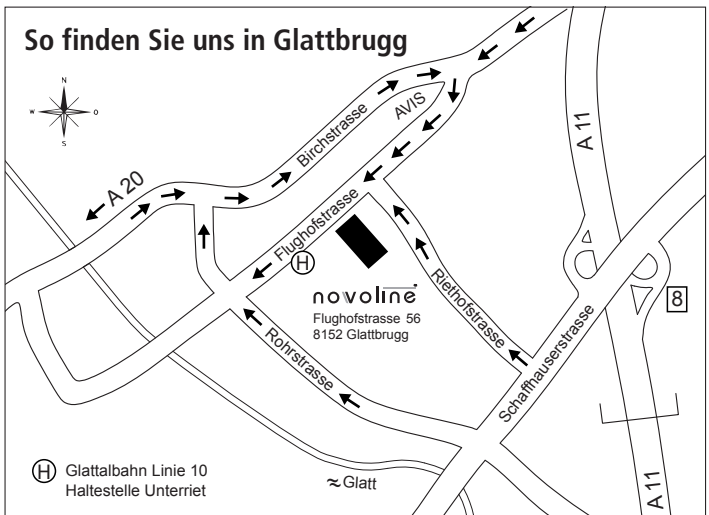 So finden Sie uns in Glattbrugg
N
W
O
S
A 20
Birchstrasse
AVIS
A 11
Flughofstrasse
H
novoline
Flughofstrasse 56
8152 Glattbrugg
Riethofstrasse
8
Rohrstrasse
Schaffhauserstrasse
H Glattalbahn Linie 10
Haltestelle Unterriet
≈Glatt
A 11